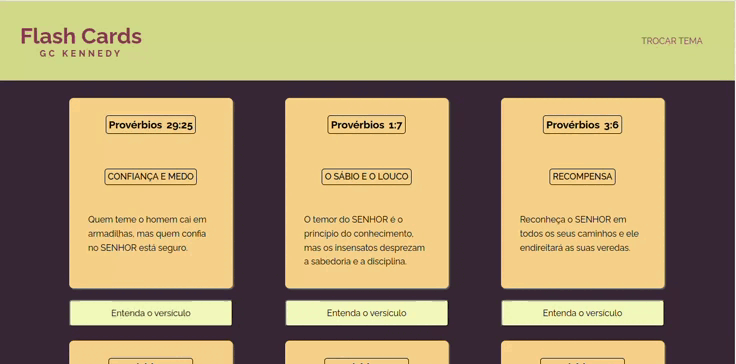 Flash Cards
GC KENNEDY
TROCAR TEMA
Provérbios 29:25
CONFIANÇA E MEDO
Quem teme o homem cai em
armadilhas, mas quem confia
no SENHOR está seguro.
Entenda o versículo
Provérbios 1:7
O SÁBIO E O LOUCO
O temor do SENHOR é o
princípio do conhecimento,
mas os insensatos desprezam
a sabedoria e a disciplina.
Entenda o versículo
Provérbios 3:6
RECOMPENSA
Reconheça o SENHOR em
todos os seus caminhos e ele
endireitará as suas veredas.
Entenda o versículo